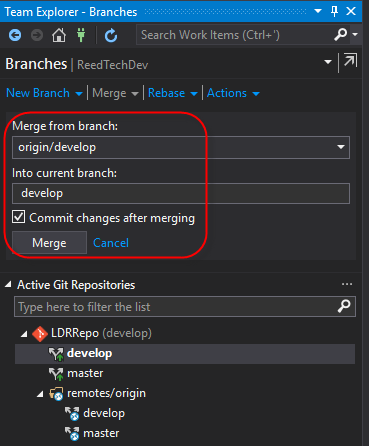 Team Explorer - Branches
Search Work Items (Ctrl+')
Branches | ReedTechDev
New Branch | Merge | Rebase | Actions
Merge from branch:
origin/develop
Into current branch:
develop
Commit changes after merging
Merge Cancel
Active Git Repositories
Type here to filter the list
LDRRepo (develop)
develop
master
remotes/origin
develop
master